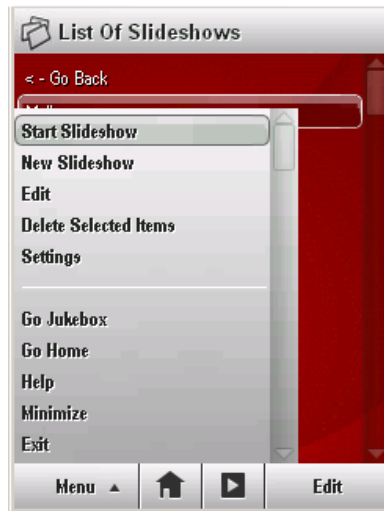 List Of Slideshows
< - Go Back
Start Slideshow
New Slideshow
Edit
Delete Selected Items
Settings
Go Jukebox
Go Home
Help
Minimize
Exit
Menu
Edit